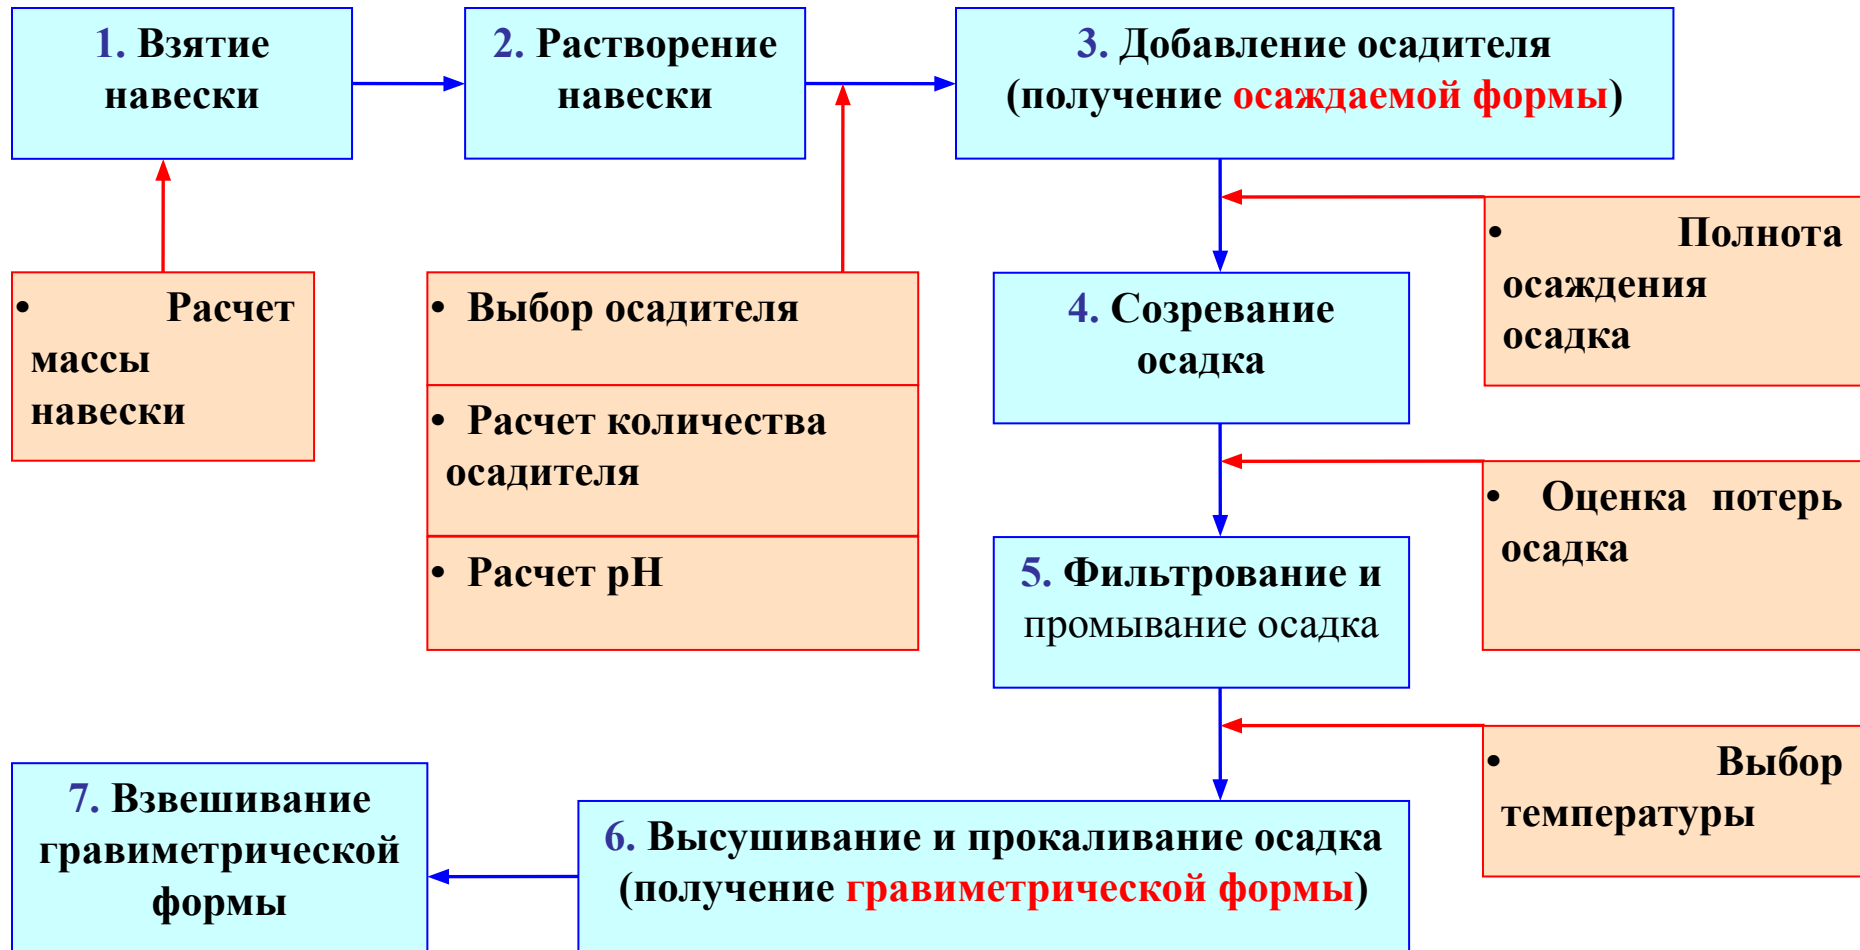 1. Взятие
навески
2. Растворение
навески
3. Добавление осадителя
(получение осаждаемой формы)
• Расчет
массы
навески
• Выбор осадителя
• Расчет количества
осадителя
• Расчет pH
• Полнота
осаждения
осадка
4. Созревание
осадка
• Оценка потерь
осадка
5. Фильтрование и
промывание осадка
• Выбор
температуры
6. Высушивание и прокаливание осадка
(получение гравиметрической формы)
7. Взвешивание
гравиметрической
формы